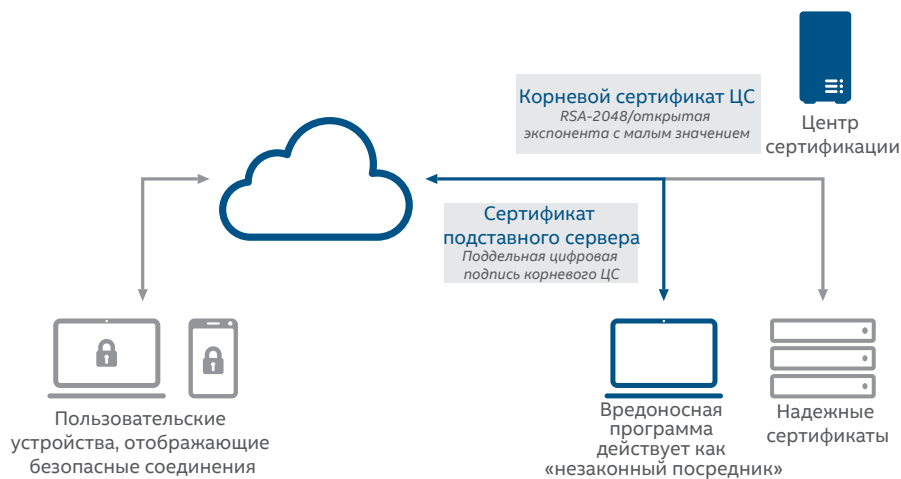 Корневой сертификат ЦС
RSA-2048/открытая
экспонента с малым значением
Центр
сертификации
Сертификат
подставного сервера
Поддельная цифровая
подпись корневого ЦС
Пользовательские
устройства, отображающие
безопасные соединения
Вредоносная
программа
действует как
«незаконный посредник»
Надежные
сертификаты